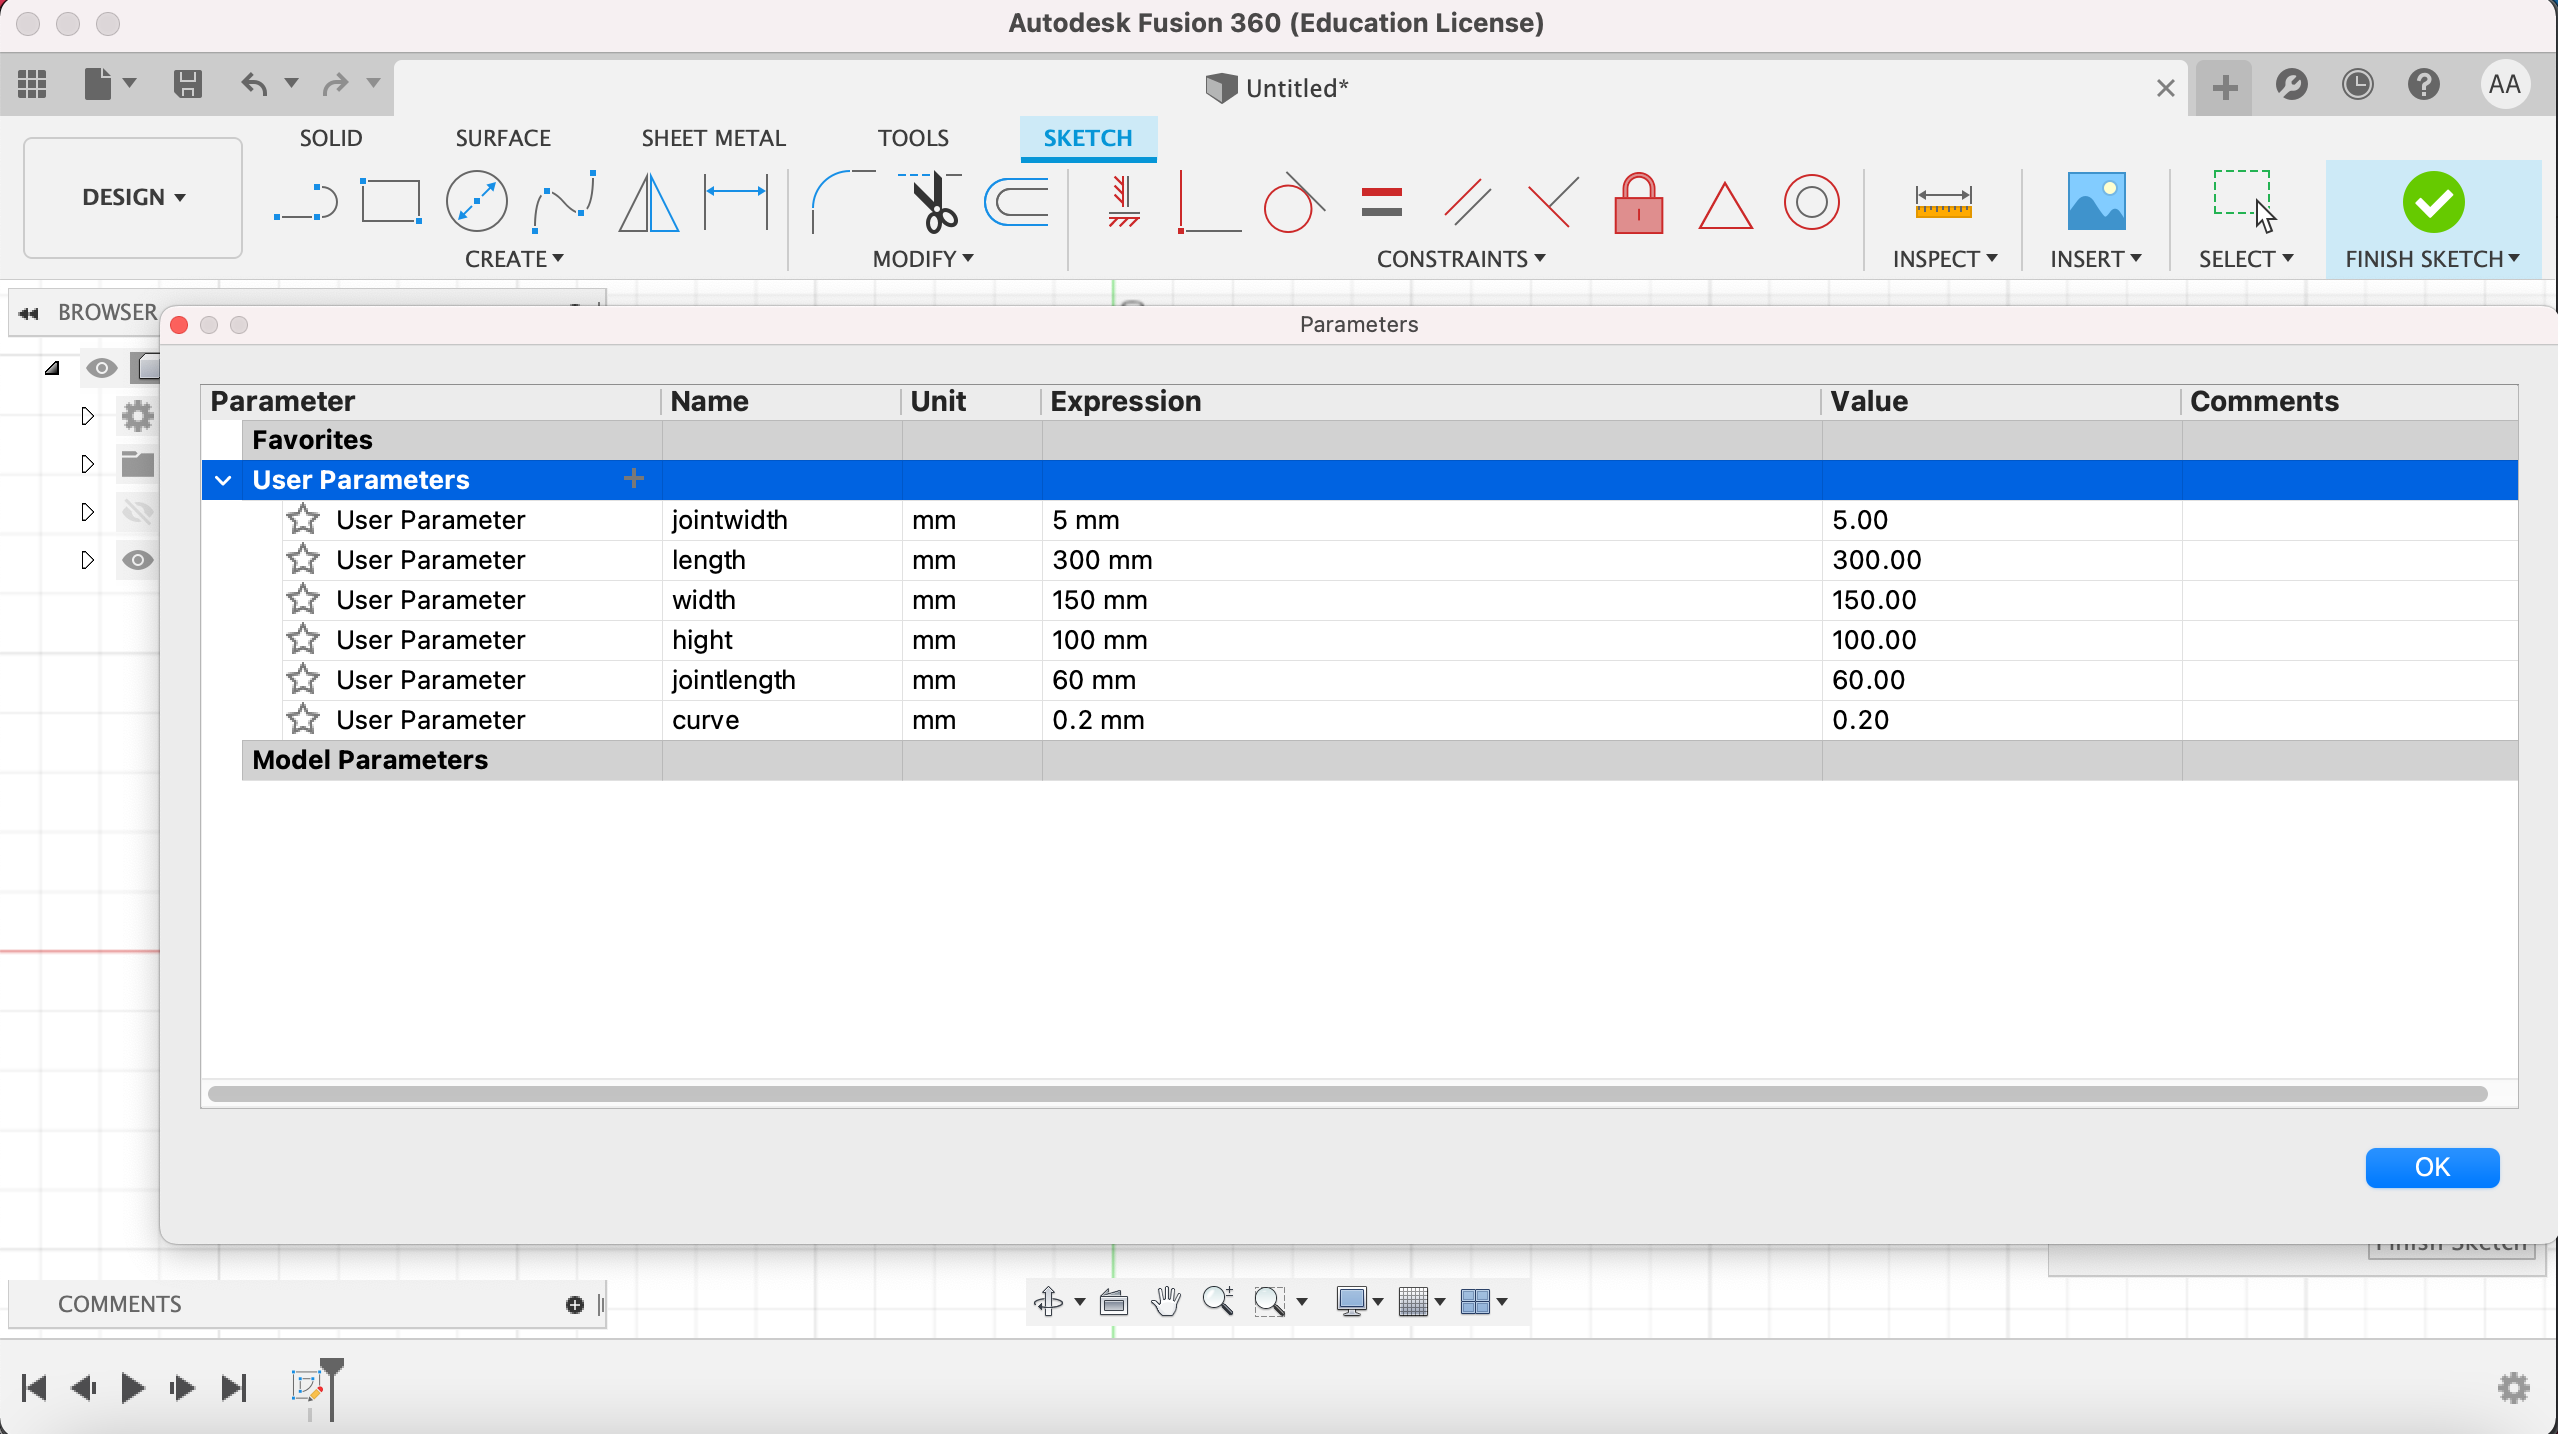 Autodesk Fusion 360 (Education License)
Untitled*
AA
SOLID SURFACE SHEET METAL TOOLS SKETCH
DESIGN
CREATE MODIFY CONSTRAINTS INSPECT INSERT SELECT FINISH SKETCH
BROWSER
Parameters
Parameter Name Unit Expression Value Comments
Favorites
User Parameters
User Parameter jointwidth mm 5 mm 5.00
User Parameter length mm 300 mm 300.00
User Parameter width mm 150 mm 150.00
User Parameter hight mm 100 mm 100.00
User Parameter jointlength mm 60 mm 60.00
User Parameter curve mm 0.2 mm 0.20
Model Parameters
OK
Finish Sketch
COMMENTS